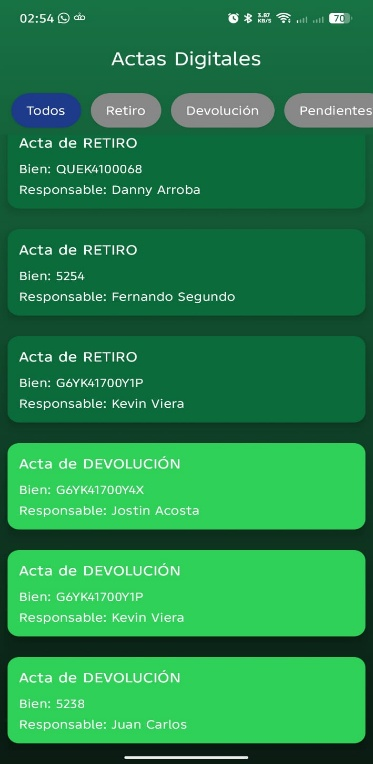 02:54
3.87
KB/S
70
Actas Digitales
Todos
Retiro
Devolución
Pendientes
Acta de RETIRO
Bien: QUEK4100068
Responsable: Danny Arroba
Acta de RETIRO
Bien: 5254
Responsable: Fernando Segundo
Acta de RETIRO
Bien: G6YK41700Y1P
Responsable: Kevin Viera
Acta de DEVOLUCIÓN
Bien: G6YK41700Y4X
Responsable: Jostin Acosta
Acta de DEVOLUCIÓN
Bien: G6YK41700Y1P
Responsable: Kevin Viera
Acta de DEVOLUCIÓN
Bien: 5238
Responsable: Juan Carlos